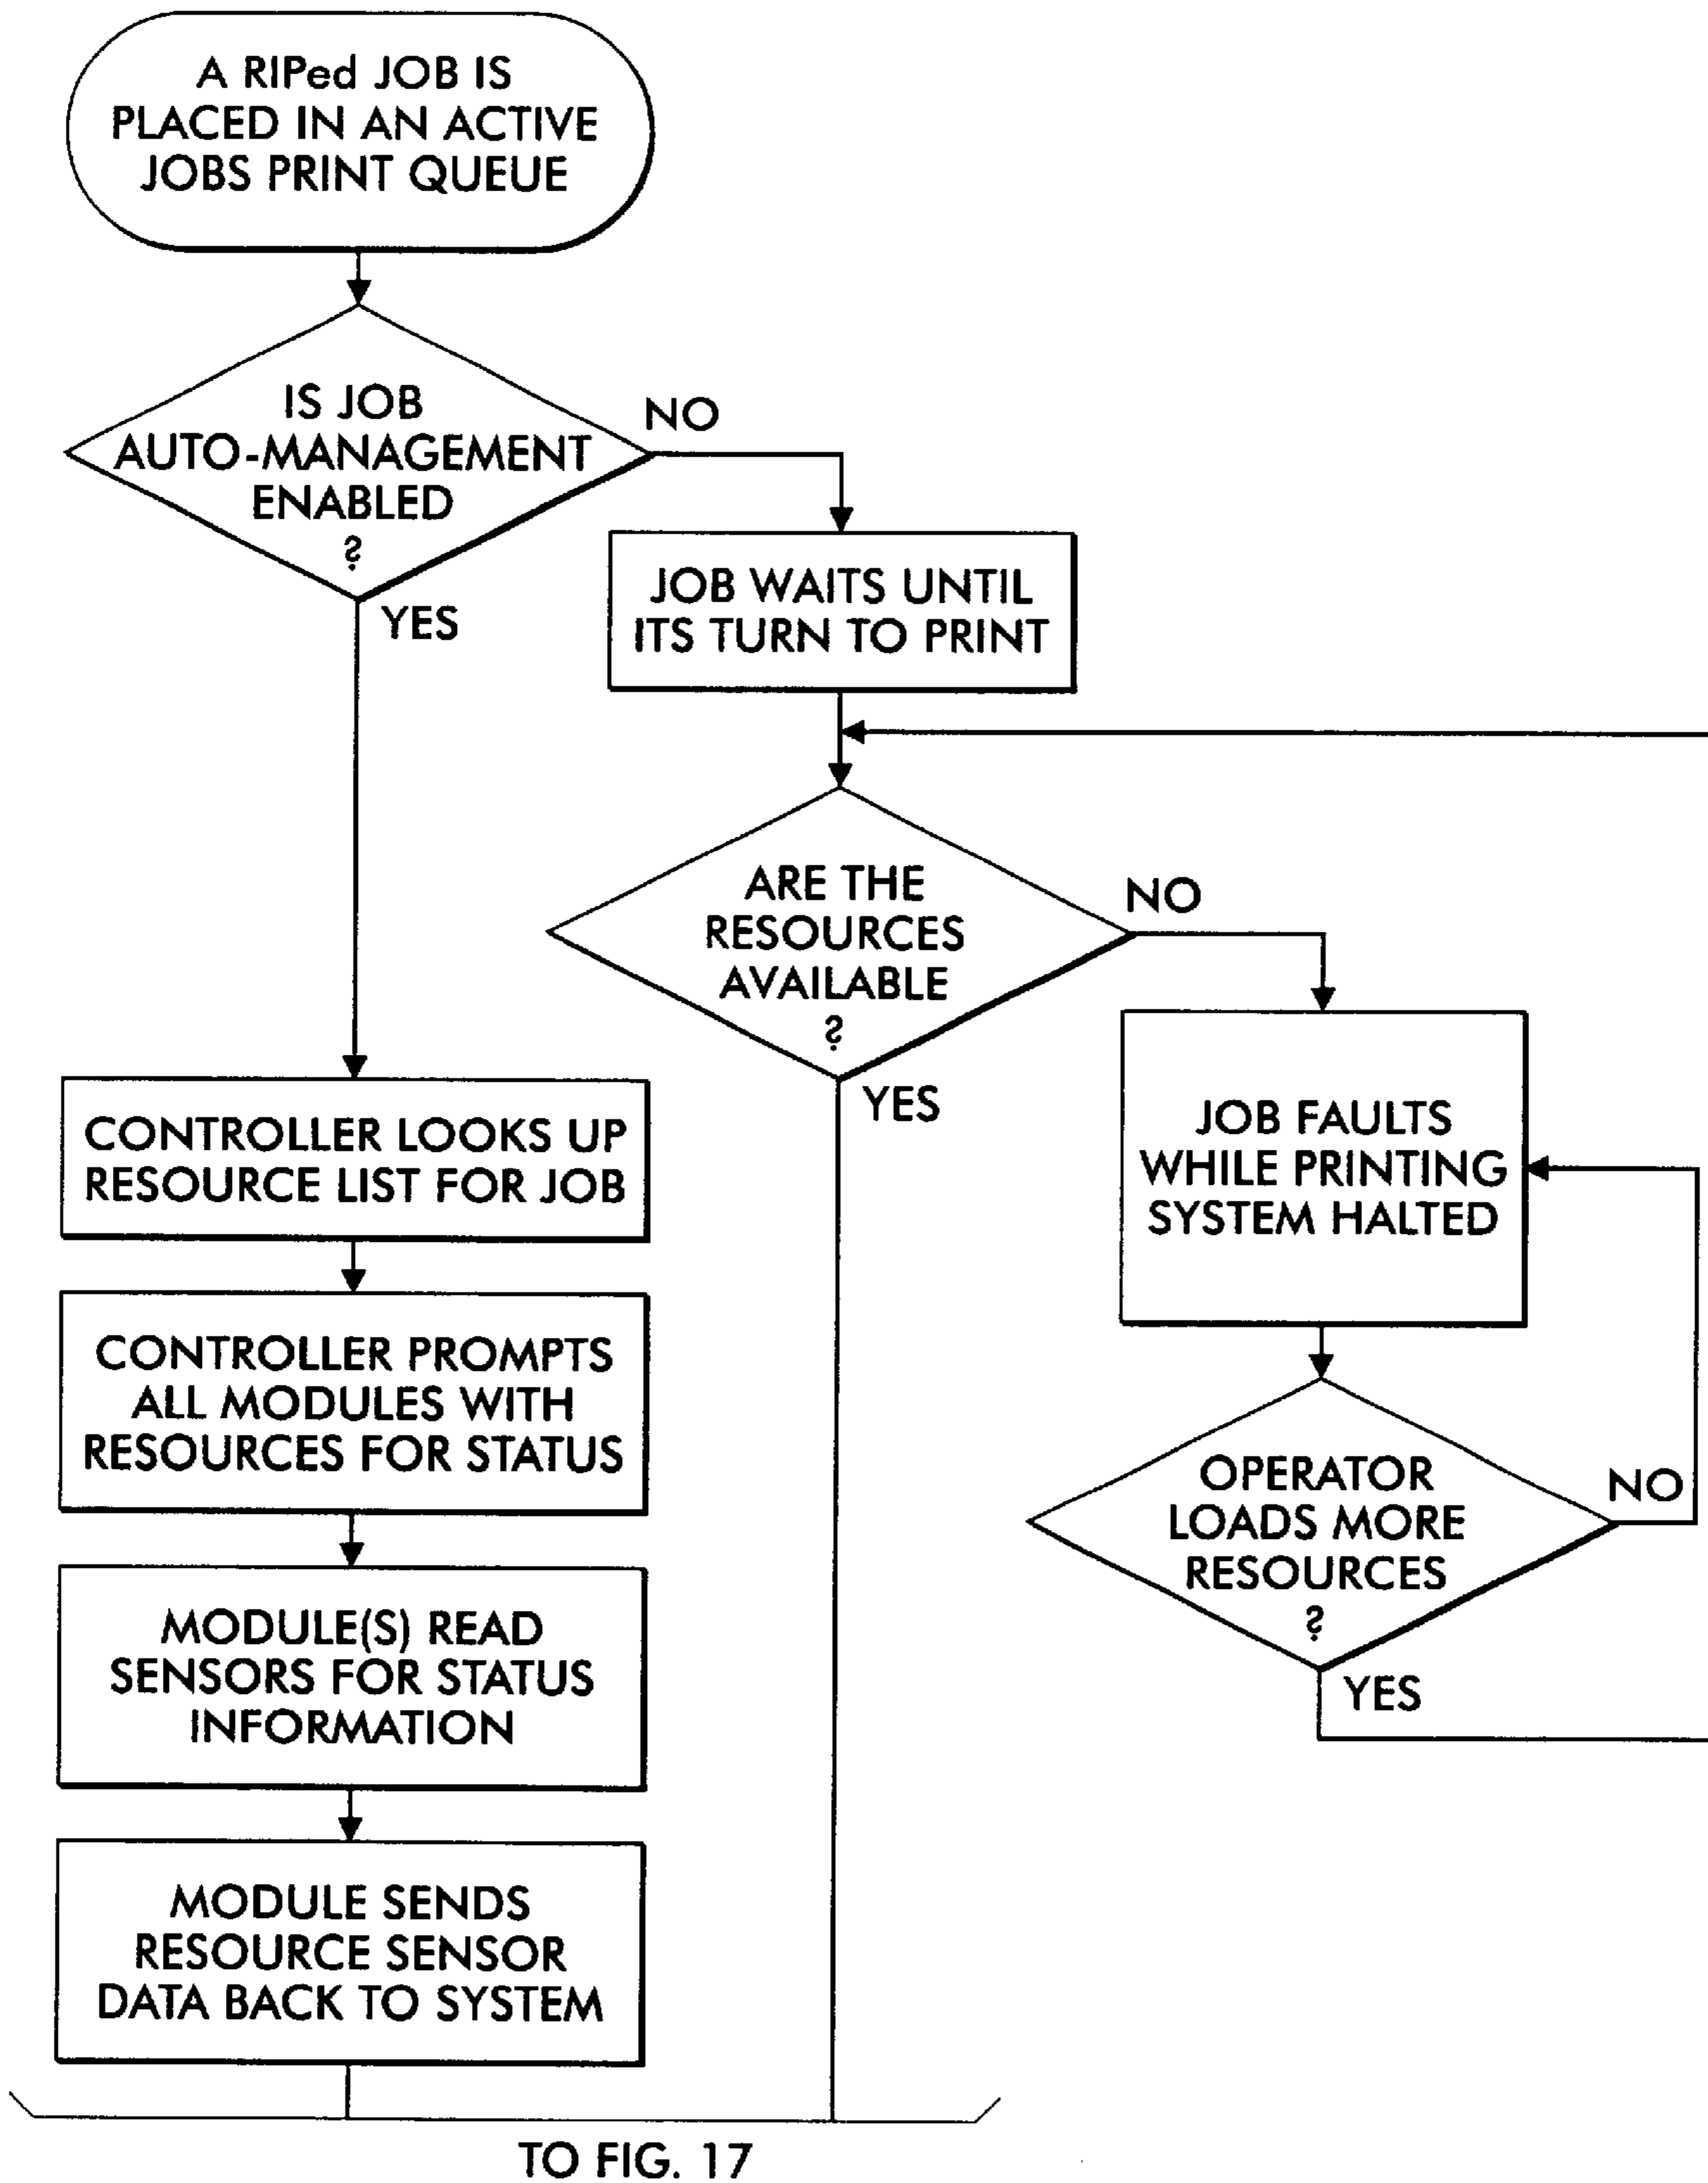 A RIPed JOB IS
PLACED IN AN ACTIVE
JOBS PRINT QUEUE
IS JOB
AUTO-MANAGEMENT
ENABLED
?
NO
YES
JOB WAITS UNTIL
ITS TURN TO PRINT
ARE THE
RESOURCES
AVAILABLE
?
NO
YES
JOB FAULTS
WHILE PRINTING
SYSTEM HALTED
OPERATOR
LOADS MORE
RESOURCES
?
NO
YES
CONTROLLER LOOKS UP
RESOURCE LIST FOR JOB
CONTROLLER PROMPTS
ALL MODULES WITH
RESOURCES FOR STATUS
MODULE(S) READ
SENSORS FOR STATUS
INFORMATION
MODULE SENDS
RESOURCE SENSOR
DATA BACK TO SYSTEM
TO FIG. 17